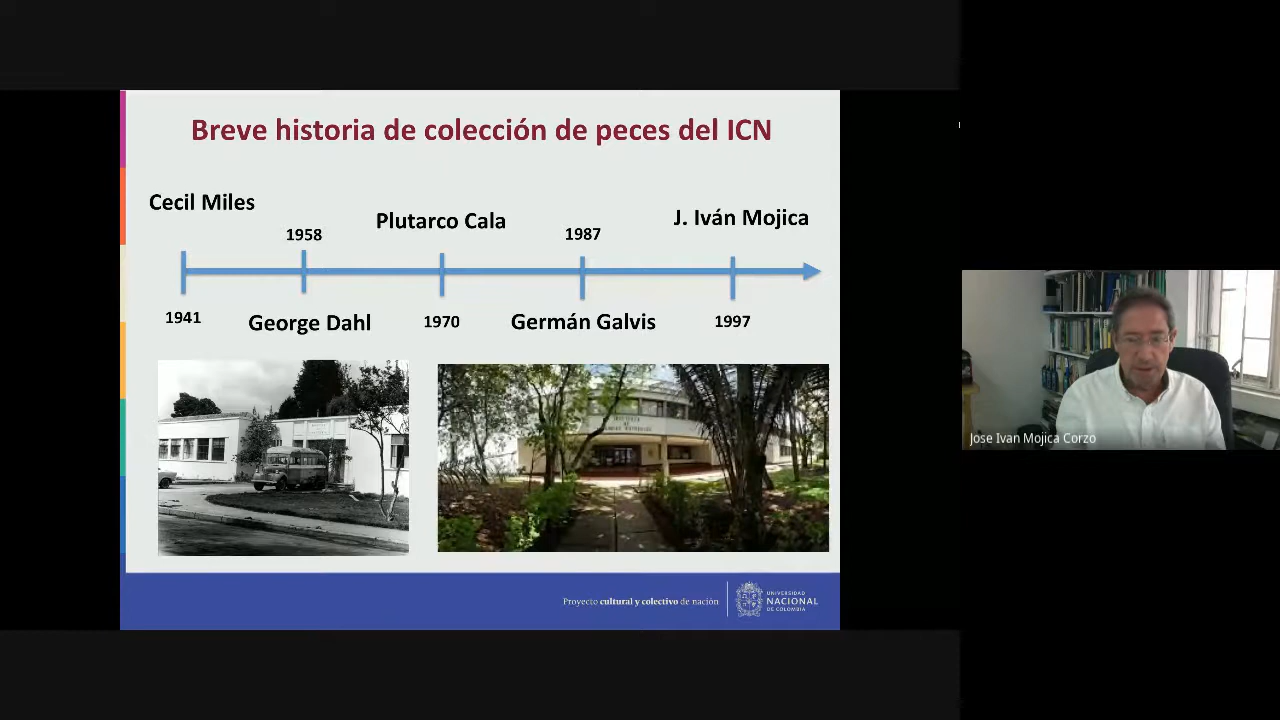 Breve historia de colección de peces del ICN
Cecil Miles
1958
Plutarco Cala
1987
J. Iván Mojica
1941
George Dahl
1970
Germán Galvis
1997
Jose Ivan Mojica Corzo
Proyecto cultural y colectivo de nación
UNIVERSIDAD
NACIONAL
DE COLOMBIA